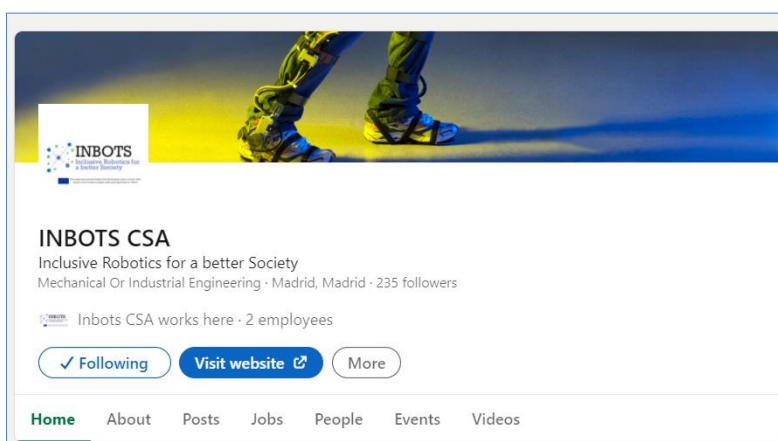 INBOTS
Inclusive Robotics for
a better Society
INBOTS CSA
Inclusive Robotics for a better Society
Mechanical Or Industrial Engineering · Madrid, Madrid · 235 followers
Inbots CSA works here · 2 employees
✓ Following
Visit website
More
Home
About
Posts
Jobs
People
Events
Videos